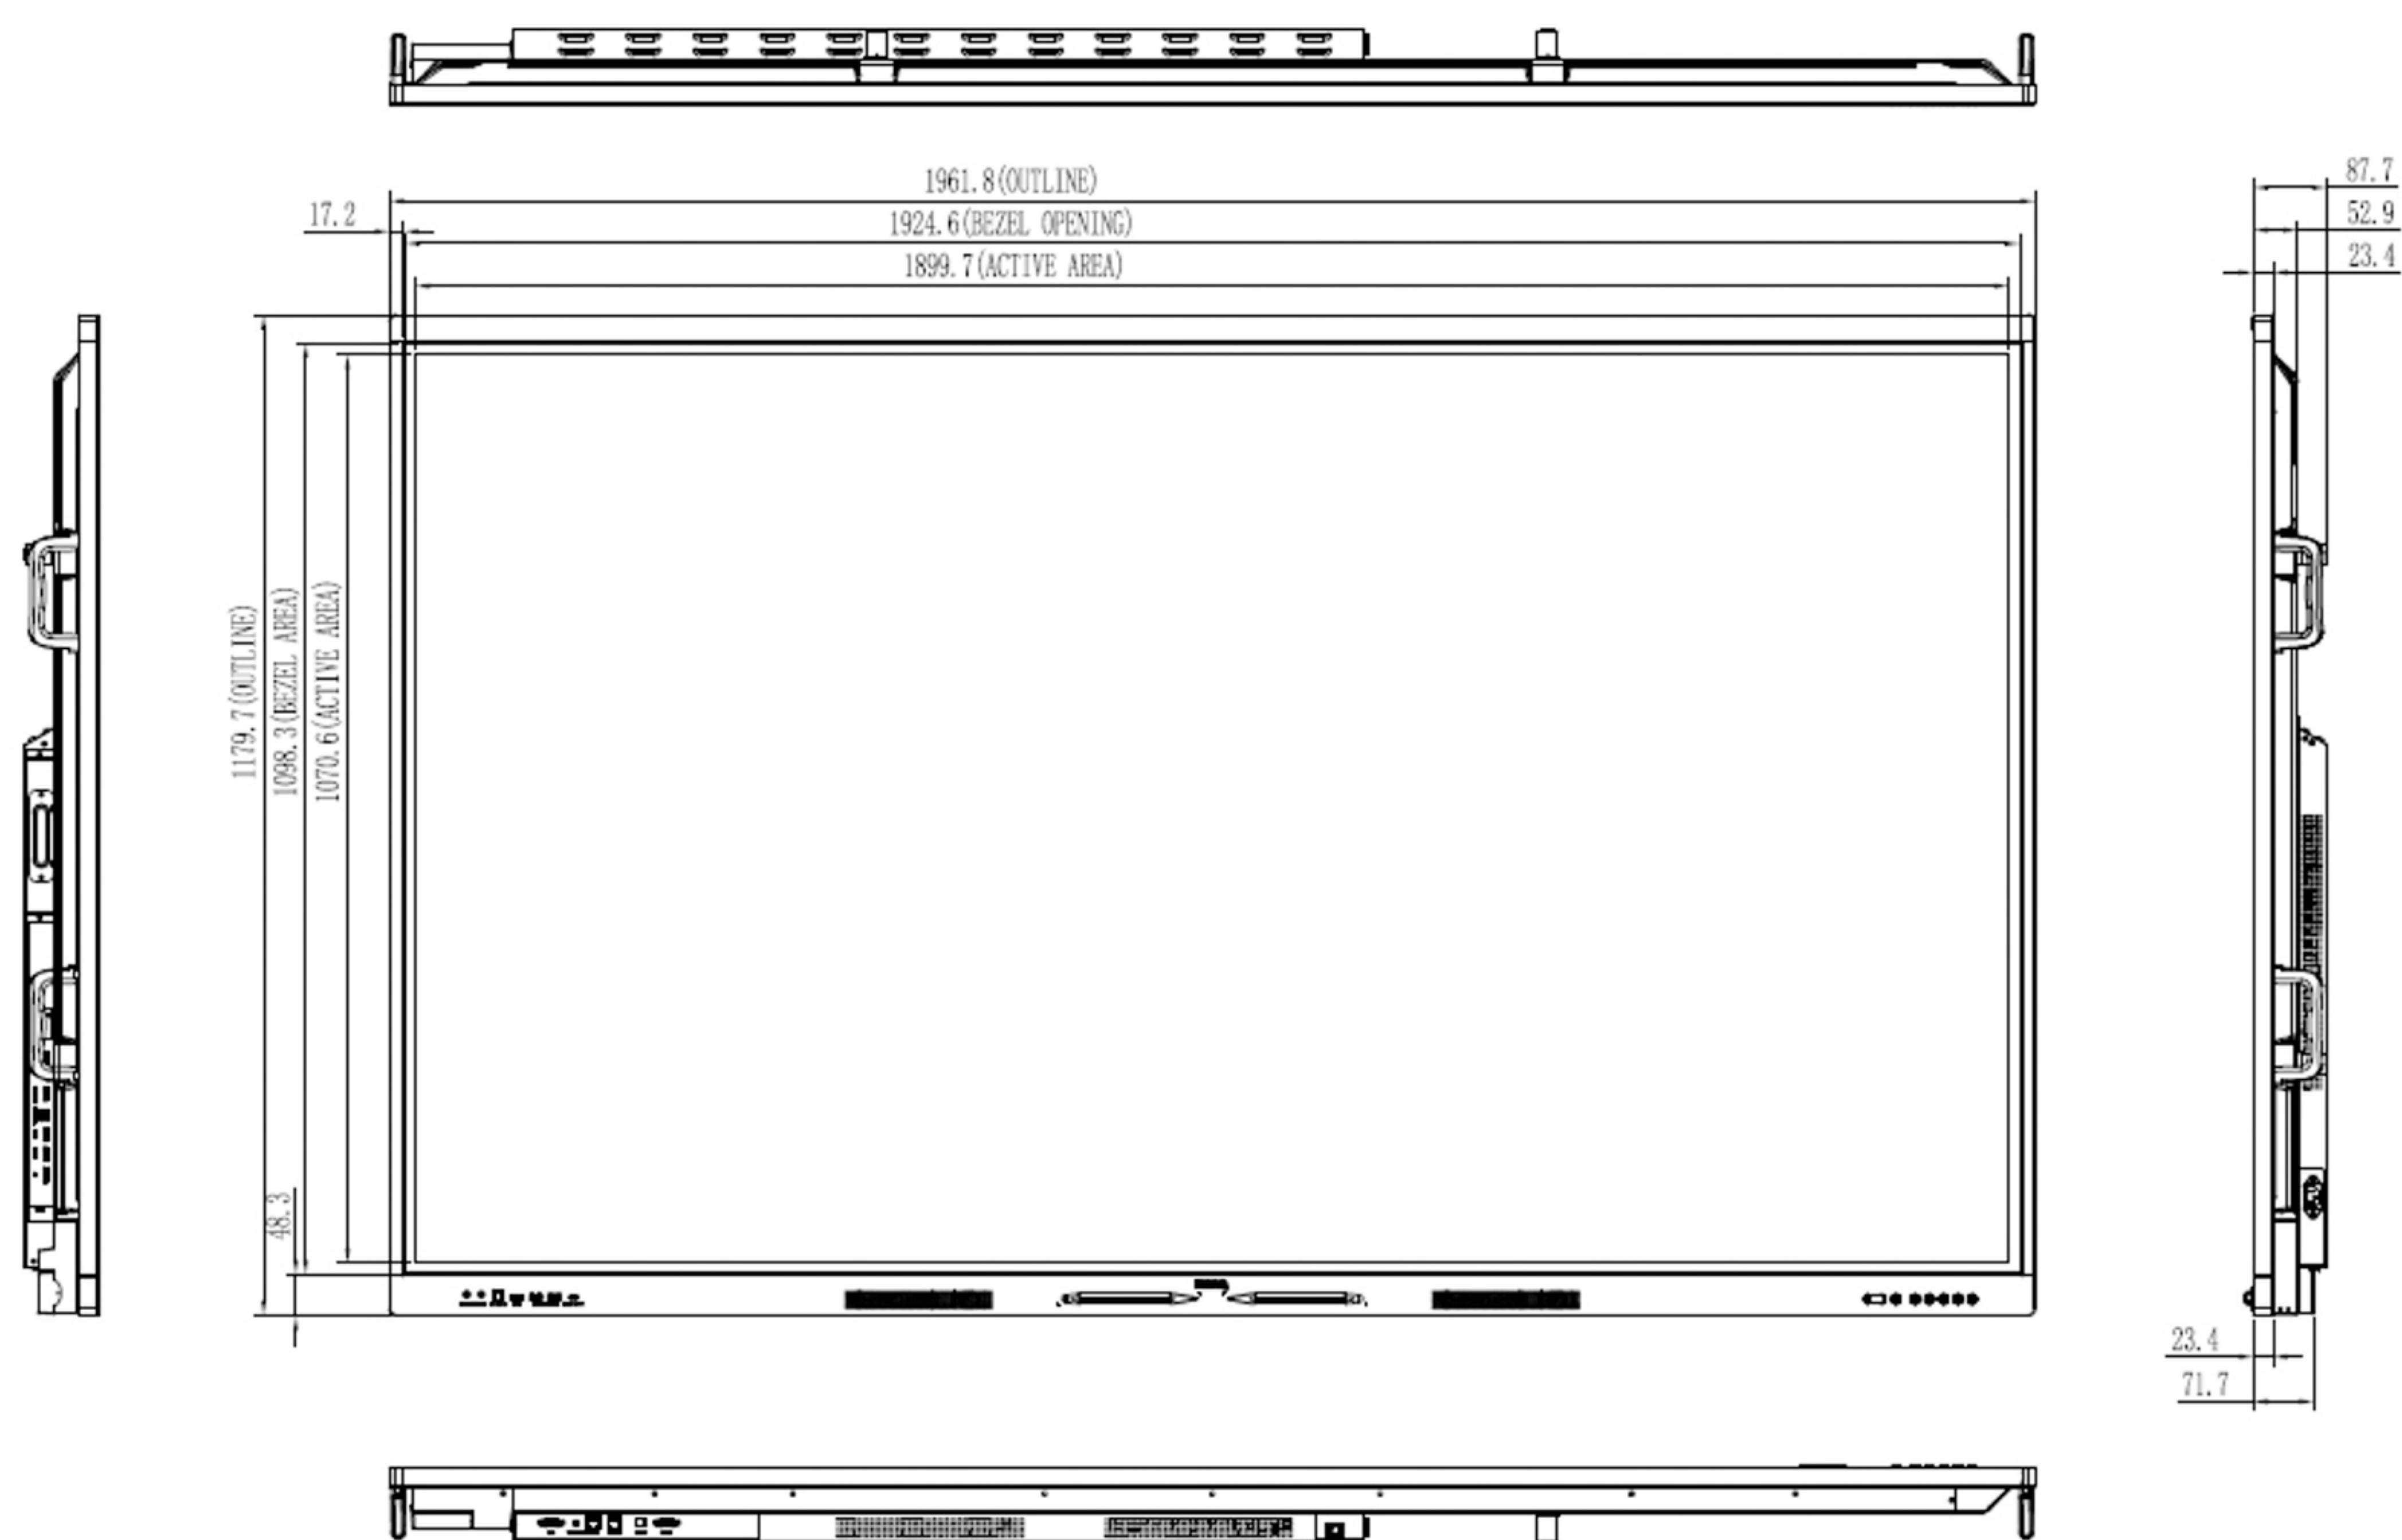 1961.8(OUTLINE)
87.7
17.2
1924.6(BEZEL OPENING)
52.9
1899.7(ACTIVE AREA)
23.4
1179.7(OUTLINE)
1098.3(BEZEL AREA)
1070.6(ACTIVE AREA)
48.3
23.4
71.7